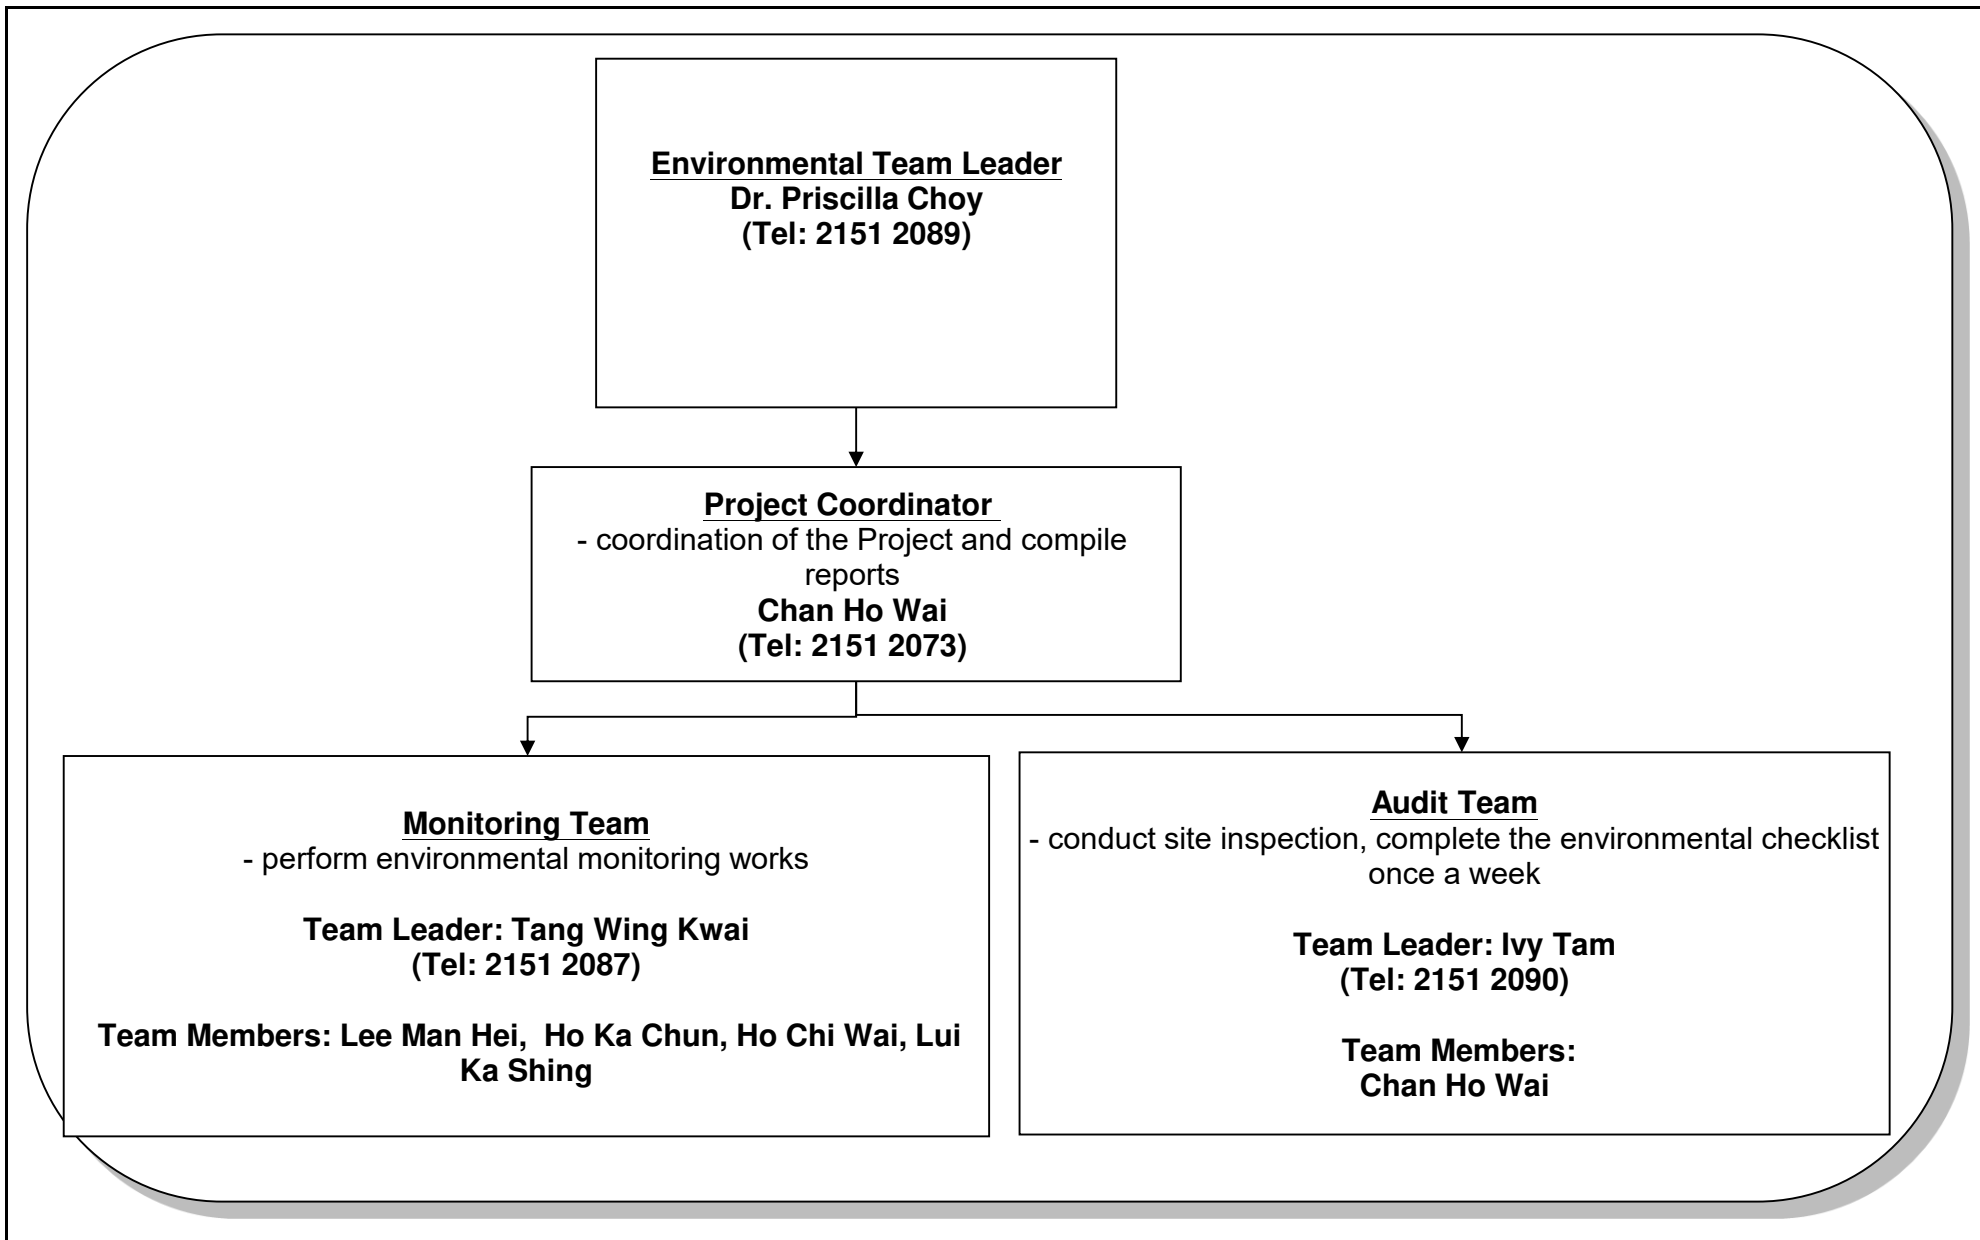 Environmental Team Leader
Dr. Priscilla Choy
(Tel: 2151 2089)
Project Coordinator
- coordination of the Project and compile
reports
Chan Ho Wai
(Tel: 2151 2073)
Monitoring Team
- perform environmental monitoring works
Team Leader: Tang Wing Kwai
(Tel: 2151 2087)
Team Members: Lee Man Hei,  Ho Ka Chun, Ho Chi Wai, Lui
Ka Shing
Audit Team
- conduct site inspection, complete the environmental checklist
once a week
Team Leader: Ivy Tam
(Tel: 2151 2090)
Team Members:
Chan Ho Wai